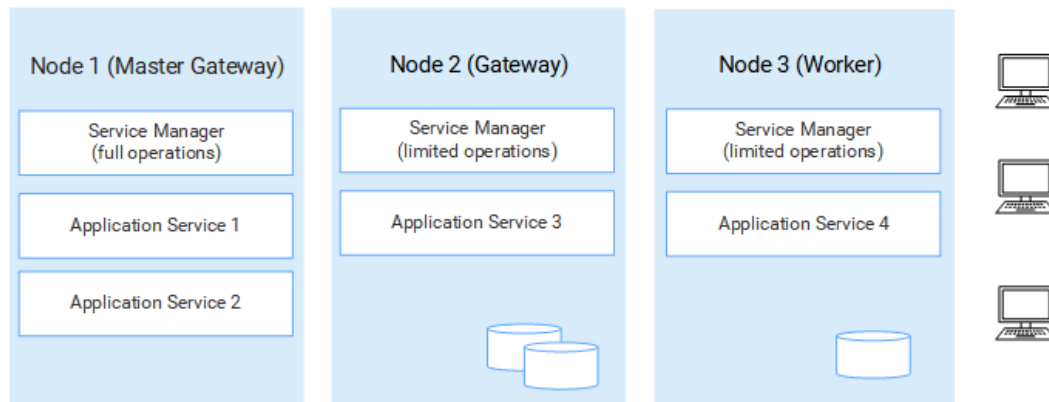 Node 1 (Master Gateway)
Service Manager
(full operations)
Application Service 1
Application Service 2
Node 2 (Gateway)
Service Manager
(limited operations)
Application Service 3
Node 3 (Worker)
Service Manager
(limited operations)
Application Service 4